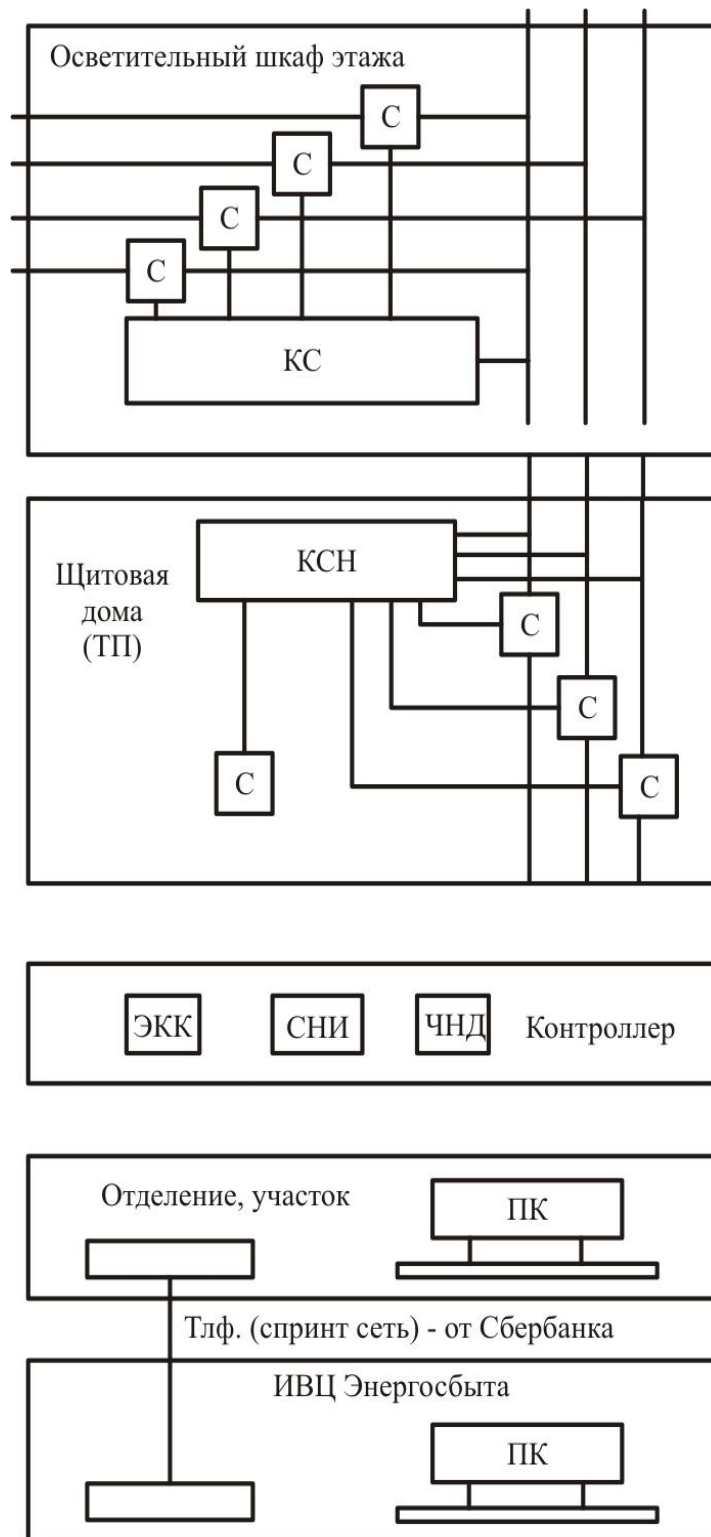 Осветительный шкаф этажа
С
С
С
С
КС
КСН
Щитовая
дома
(ТП)
С
С
С
С
ЭКК
СНИ
ЧНД
Контроллер
Отделение, участок
ПК
Тлф. (спринт сеть) - от Сбербанка
ИВЦ Энергосбыта
ПК